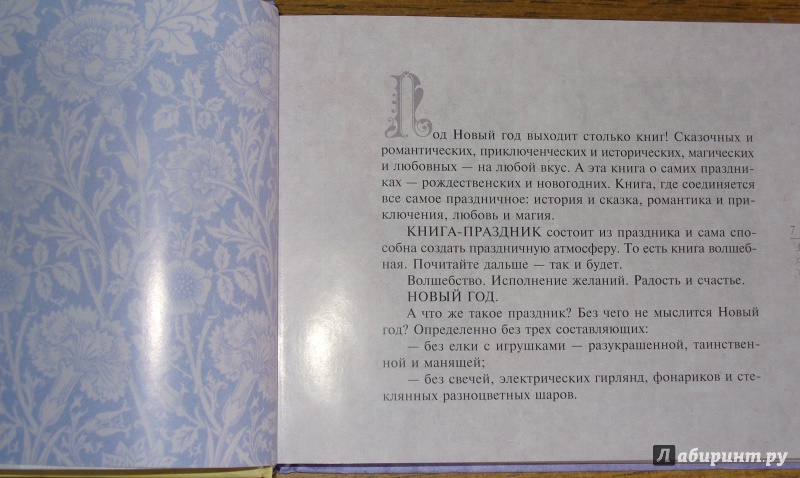 Под Новый год выходит столько книг! Сказочных и
романтических, приключенческих и исторических, магических
и любовных — на любой вкус. А эта книга о самих праздни-
ках — рождественских и новогодних. Книга, где соединяется
все самое праздничное: история и сказка, романтика и при-
ключения, любовь и магия.
КНИГА-ПРАЗДНИК состоит из праздника и сама спо-
собна создать праздничную атмосферу. То есть книга волшеб-
ная. Почитайте дальше — так и будет.
Волшебство. Исполнение желаний. Радость и счастье.
НОВЫЙ ГОД.
А что же такое праздник? Без чего не мыслится Новый
год? Определенно без трех составляющих:
— без елки с игрушками — разукрашенной, таинствен-
ной и манящей;
— без свечей, электрических гирлянд, фонариков и сте-
клянных разноцветных шаров.
7
Лабиринт.ру